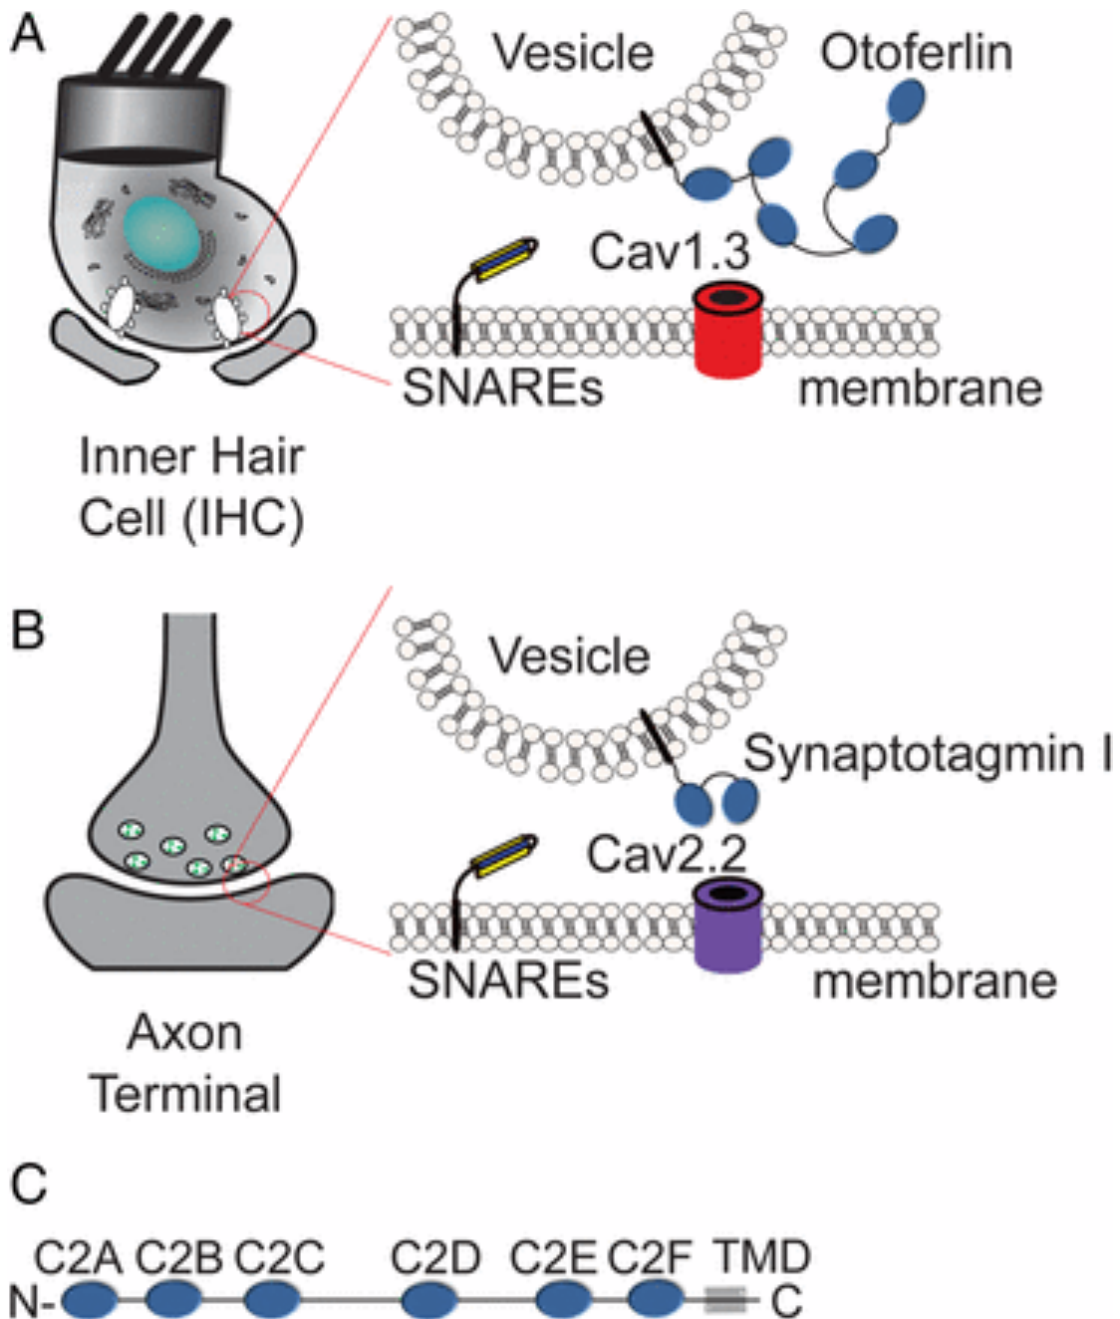 A
Vesicle
Otoferlin
Cav1.3
SNAREs
membrane
Inner Hair
Cell (IHC)
B
Vesicle
Synaptotagmin I
Cav2.2
SNAREs
membrane
Axon
Terminal
C
C2A C2B C2C C2D C2E C2F TMD
N- C